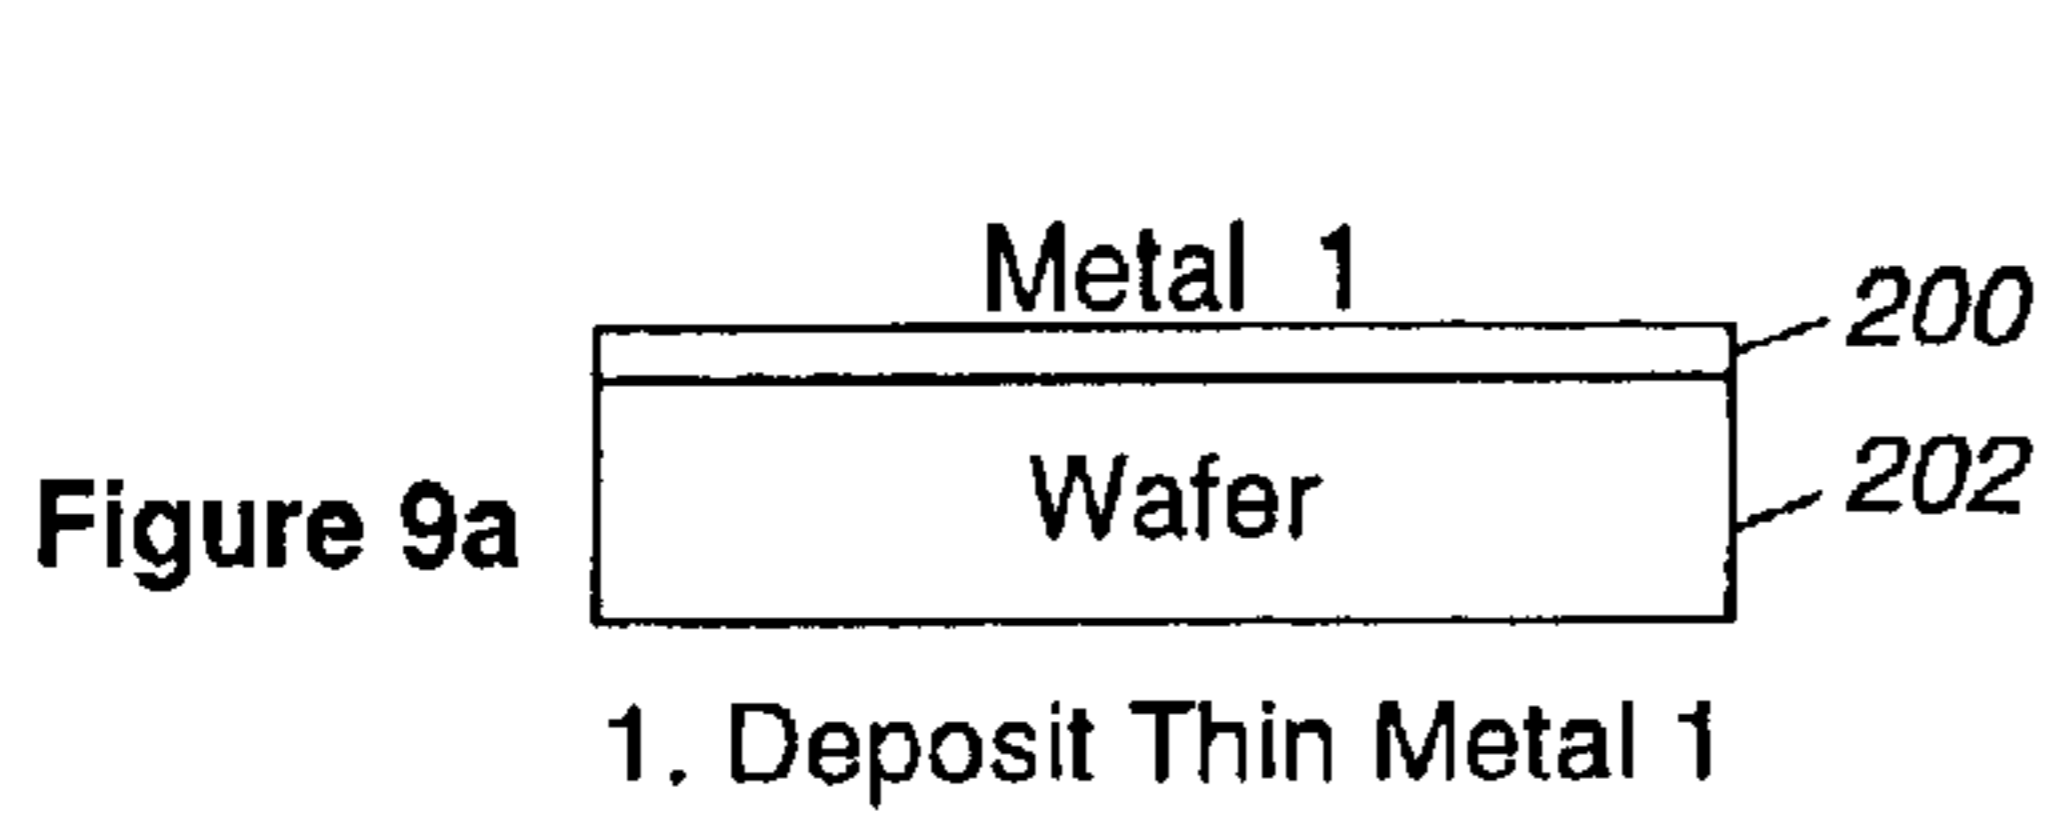 Metal 1
200
Wafer
202
Figure 9a
1. Deposit Thin Metal 1